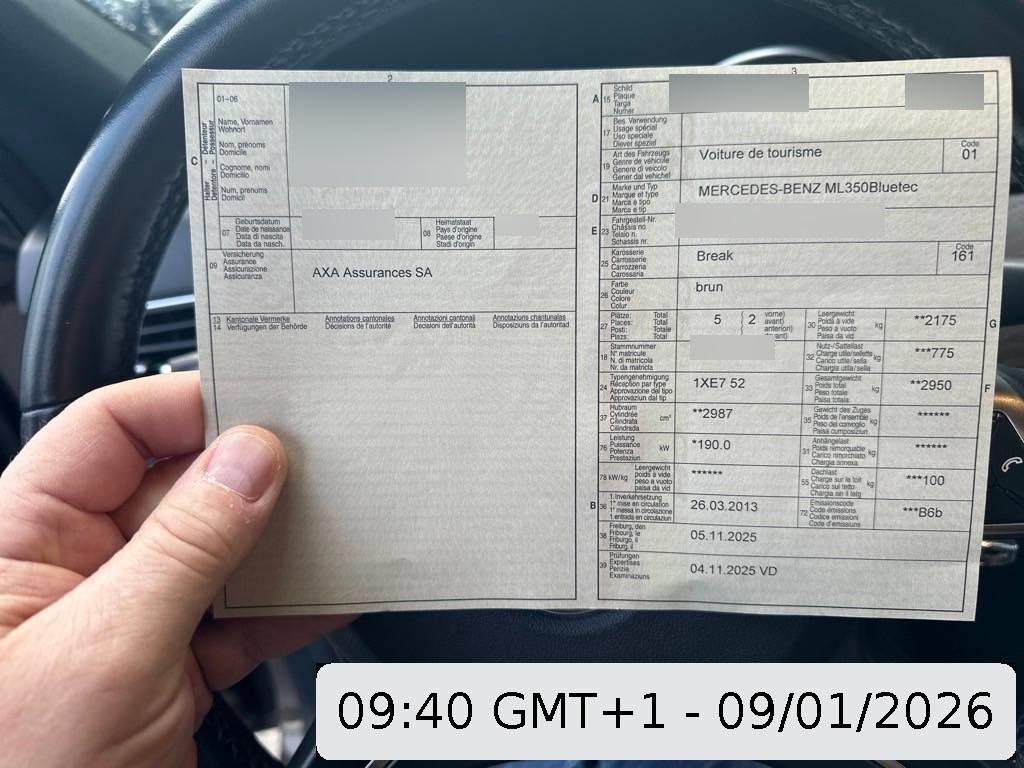 2
01–06
Name, Vornamen
Wohnort
Nom, prénoms
Domicile
Cognome, nomi
Domicilio
Num, prenums
Domicil
C
Halter – Détenteur
Detentore – Possessur
07
Geburtsdatum
Date de naissance
Data di nascita
Data da nasch.
08
Heimatstaat
Pays d'origine
Paese d'origine
Stadi d'origin
09
Versicherung
Assurance
Assicurazione
Assicuranza
AXA Assurances SA
13 Kantonale Vermerke
14 Verfügungen der Behörde
Annotations cantonales
Décisions de l'autorité
Annotazioni cantonali
Decisioni dell'autorità
Annotaziuns chantunalas
Disposiziuns da l'autoritad
3
A
15
Schild
Plaque
Targa
Numer
17
Bes. Verwendung
Usage spécial
Uso speciale
Diever spezial
19
Art des Fahrzeugs
Genre de véhicule
Genere di veicolo
Gener dal vehichel
Voiture de tourisme
Code
01
D
21
Marke und Typ
Marque et type
Marca e tipo
Marca e tip
MERCEDES-BENZ ML350Bluetec
E
23
Fahrgestell-Nr.
Châssis no
Telaio n.
Schassis nr.
25
Karosserie
Carrosserie
Carrozzeria
Carossaria
Break
Code
161
26
Farbe
Couleur
Colore
Colur
brun
27
Plätze: Total
Places: Total
Posti: Totale
Plazs: Total
5
2
vorne)
avant)
anteriori)
ant)
30
Leergewicht
Poids à vide
Peso a vuoto
Paisa da vid
kg
**2175
G
18
Stammnummer
N° matricule
N. di matricola
Nr. da matricla
32
Nutz-/Sattellast
Charge utile/sellette
Carico utile/sella
Chargia utila/sella
kg
***775
24
Typengenehmigung
Réception par type
Approvazione del tipo
Approvaziun dal tip
1XE7 52
33
Gesamtgewicht
Poids total
Peso totale
Paisa totala
kg
**2950
F
37
Hubraum
Cylindrée
Cilindrata
Cilindrada
cm³
**2987
35
Gewicht des Zuges
Poids de l'ensemble
Peso del convoglio
Paisa cumposiziun
kg
******
76
Leistung
Puissance
Potenza
Prestaziun
kW
*190.0
31
Anhängelast
Poids remorquable
Carico rimorchiato
Chargia annexa
kg
******
78 kW/kg
Leergewicht
poids à vide
peso a vuoto
paisa da vid
******
55
Dachlast
Charge sur le toit
Carico sul tetto
Chargia sin il tetg
kg
***100
B
36
1. Inverkehrsetzung
1re mise en circulation
1a messa in circolazione
1. entrada en circulaziun
26.03.2013
72
Emissionscode
Code émissions
Codice emissioni
Code d'emissiuns
***B6b
38
Freiburg, den
Fribourg, le
Friburgo, il
Friburg, il
05.11.2025
39
Prüfungen
Expertises
Perizie
Examinaziuns
04.11.2025 VD
09:40 GMT+1 - 09/01/2026